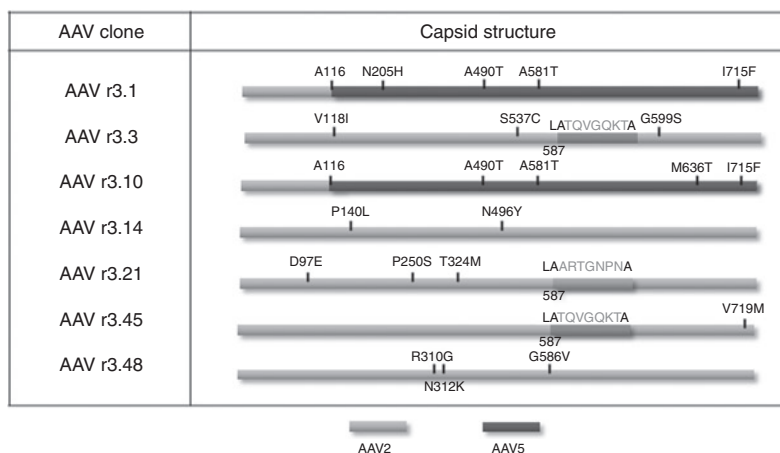 AAV clone
Capsid structure
AAV r3.1
A116 N205H A490T A581T I715F
AAV r3.3
V118I S537C LATQVGQKTA G599S
587
AAV r3.10
A116 A490T A581T M636T I715F
AAV r3.14
P140L N496Y
AAV r3.21
D97E P250S T324M LAARTGNPNA
587
AAV r3.45
LATQVGQKTA V719M
587
AAV r3.48
R310G G586V
N312K
AAV2 AAV5